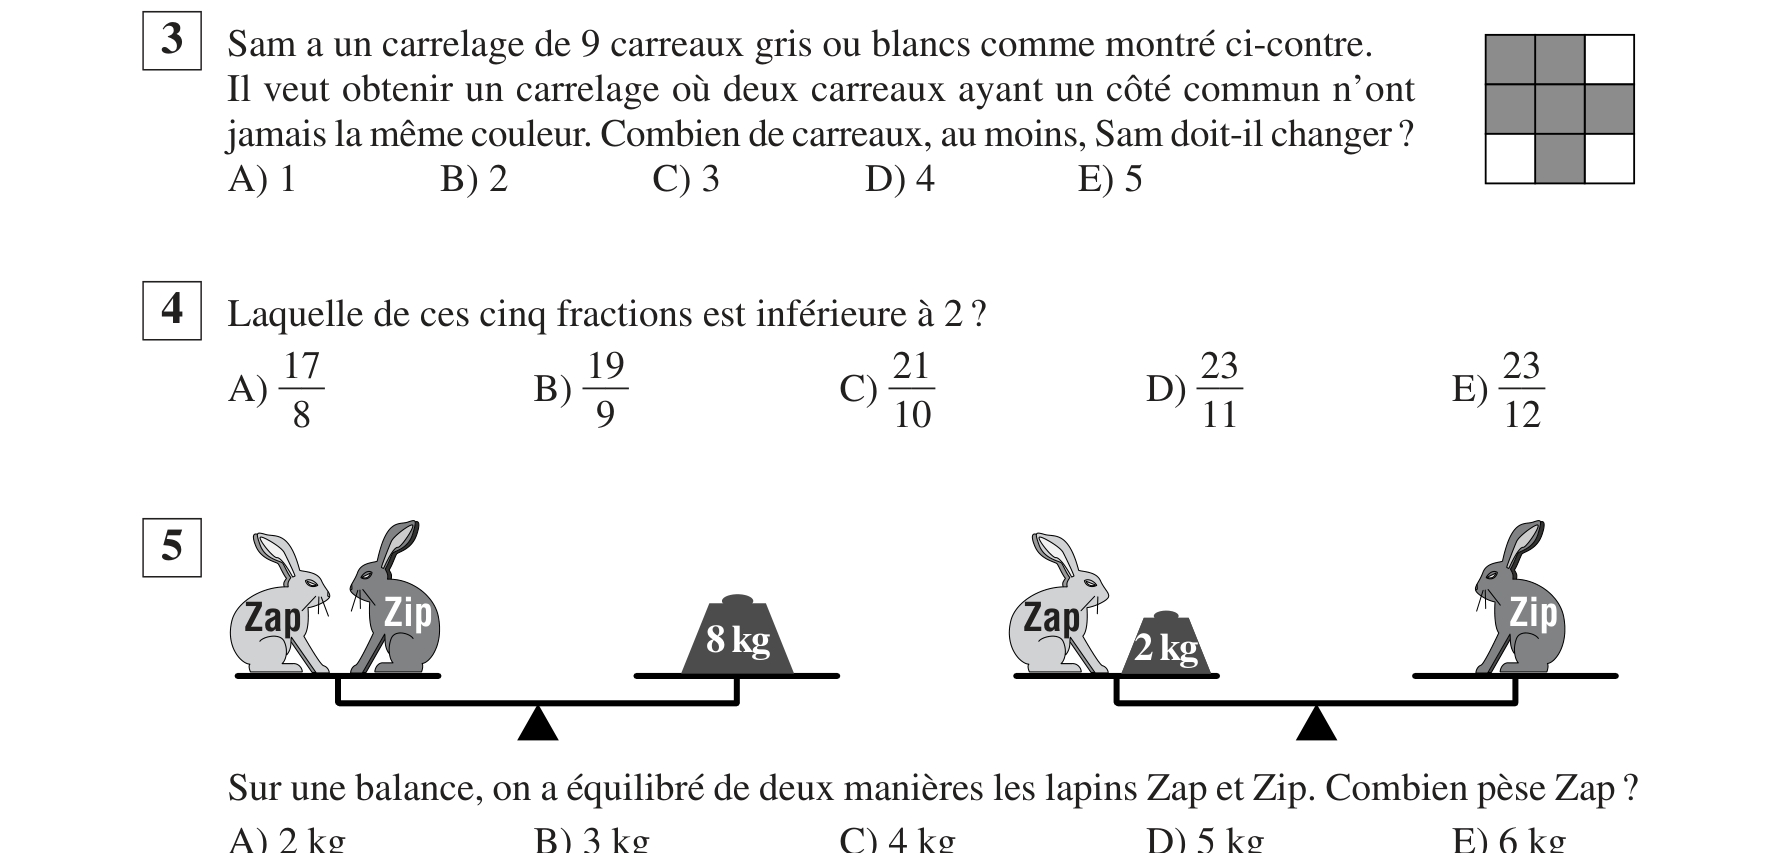 3
Sam a un carrelage de 9 carreaux gris ou blancs comme montré ci-contre.
Il veut obtenir un carrelage où deux carreaux ayant un côté commun n’ont
jamais la même couleur. Combien de carreaux, au moins, Sam doit-il changer ?
A) 1 B) 2 C) 3 D) 4 E) 5
4
Laquelle de ces cinq fractions est inférieure à 2 ?
A) 17/8 B) 19/9 C) 21/10 D) 23/11 E) 23/12
5
Zap Zip 8 kg Zap 2 kg Zip
Sur une balance, on a équilibré de deux manières les lapins Zap et Zip. Combien pèse Zap ?
A) 2 kg B) 3 kg C) 4 kg D) 5 kg E) 6 kg